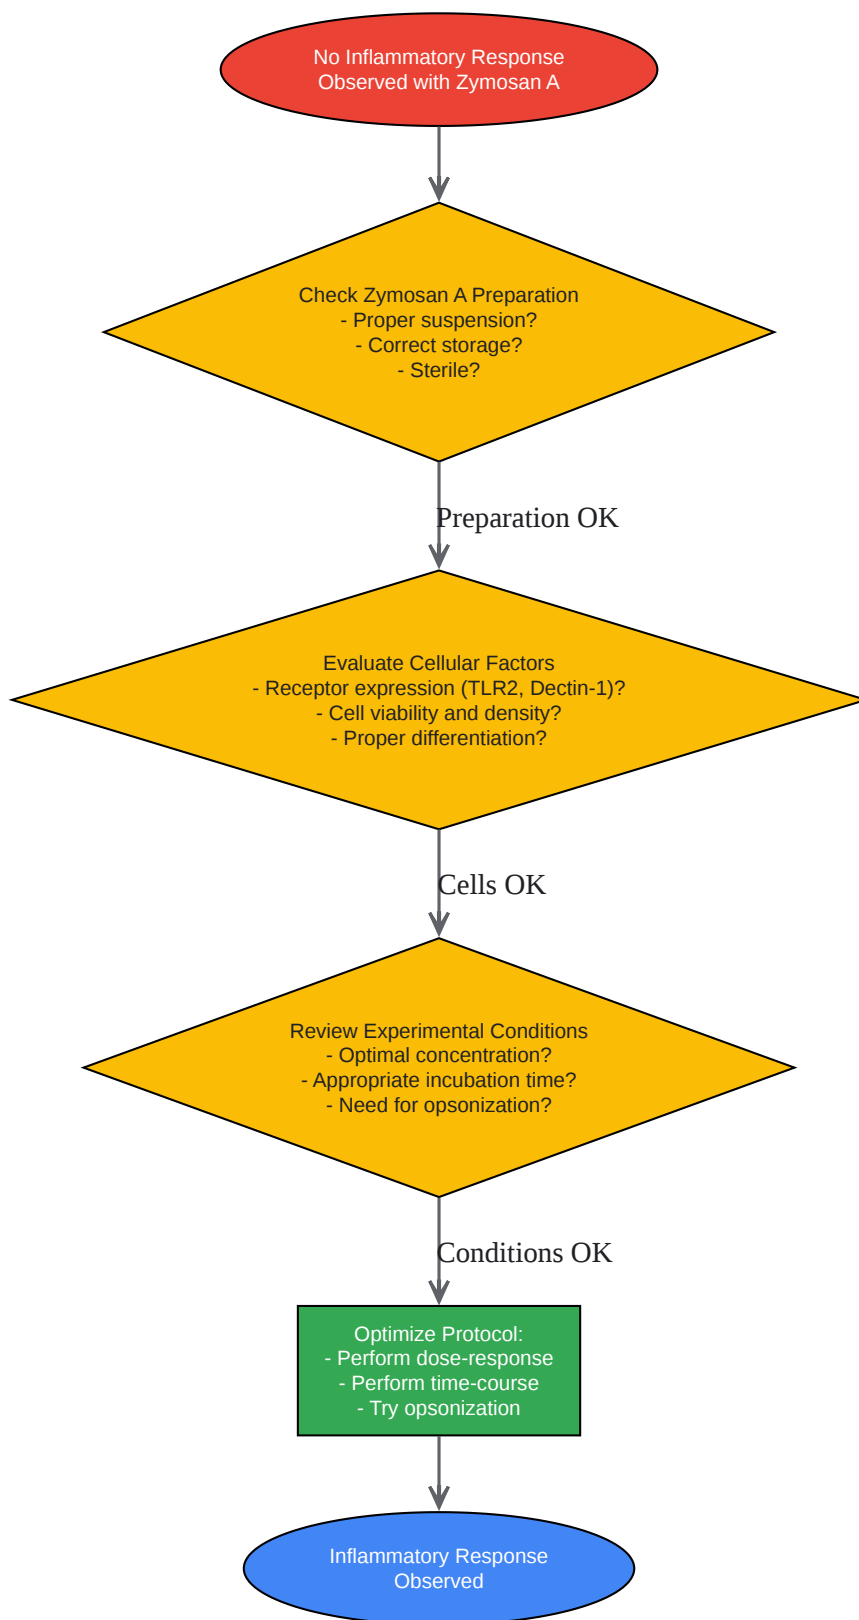 No Inflammatory Response
Observed with Zymosan A
Check Zymosan A Preparation
- Proper suspension?
- Correct storage?
- Sterile?
Preparation OK
Evaluate Cellular Factors
- Receptor expression (TLR2, Dectin-1)?
- Cell viability and density?
- Proper differentiation?
Cells OK
Review Experimental Conditions
- Optimal concentration?
- Appropriate incubation time?
- Need for opsonization?
Conditions OK
Optimize Protocol:
- Perform dose-response
- Perform time-course
- Try opsonization
Inflammatory Response
Observed